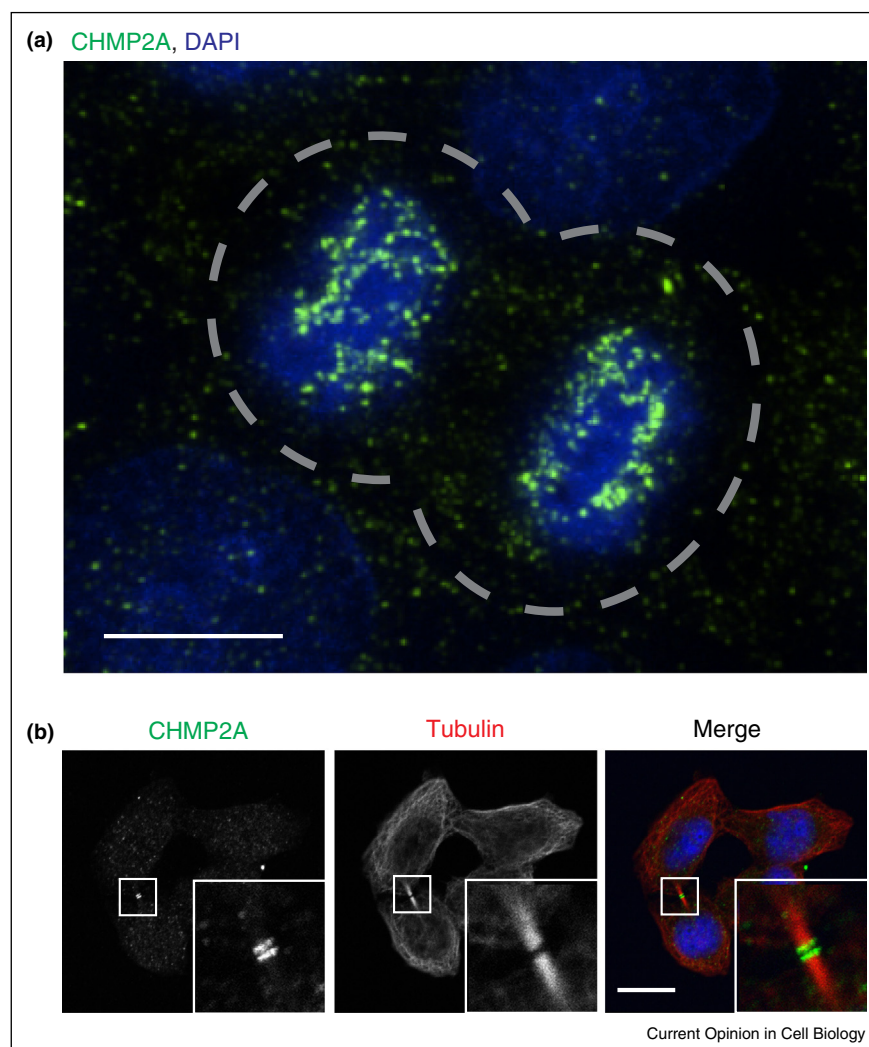 (a) CHMP2A, DAPI
(b) CHMP2A Tubulin Merge
Current Opinion in Cell Biology